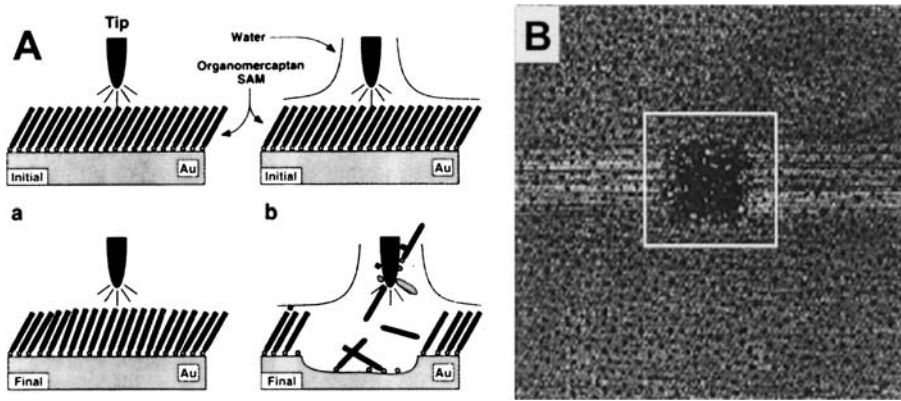 A
Tip
Water
Organomercaptan
SAM
Au
Initial
Au
Initial
a
b
Au
Final
Au
Final
B